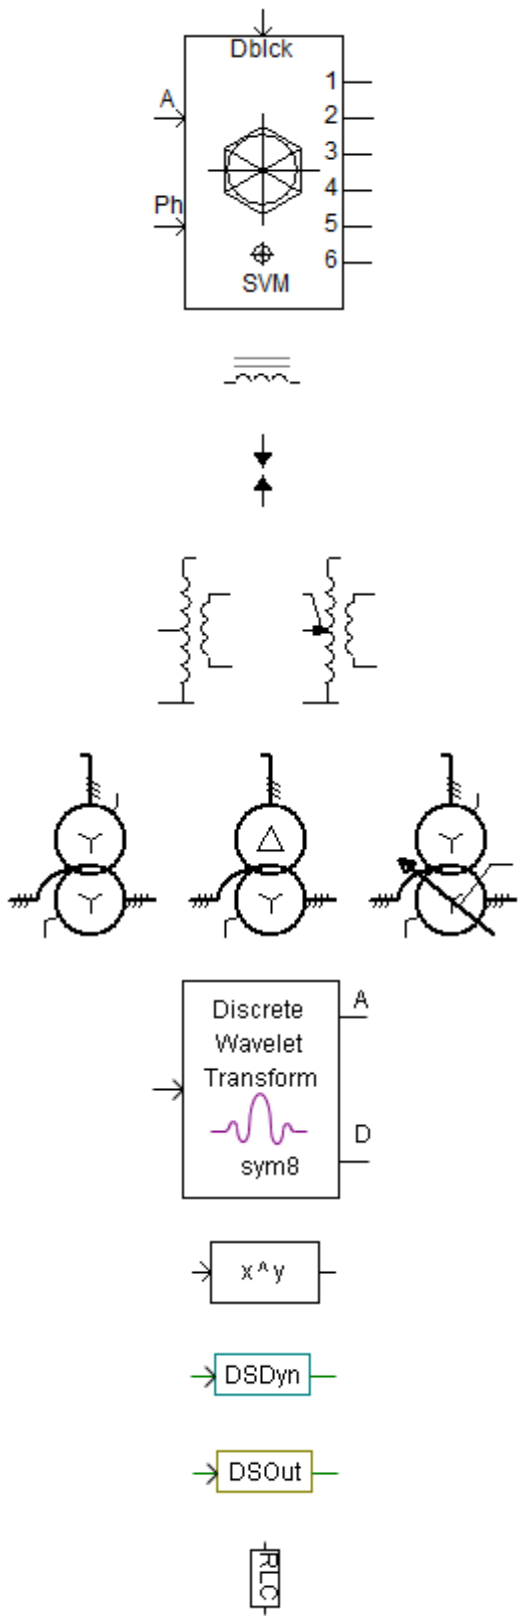 Dblck
1
A
2
3
4
Ph
5
6
SVM
Discrete
A
Wavelet
Transform
D
sym8
x^y
DSDyn
DSOut
RLC